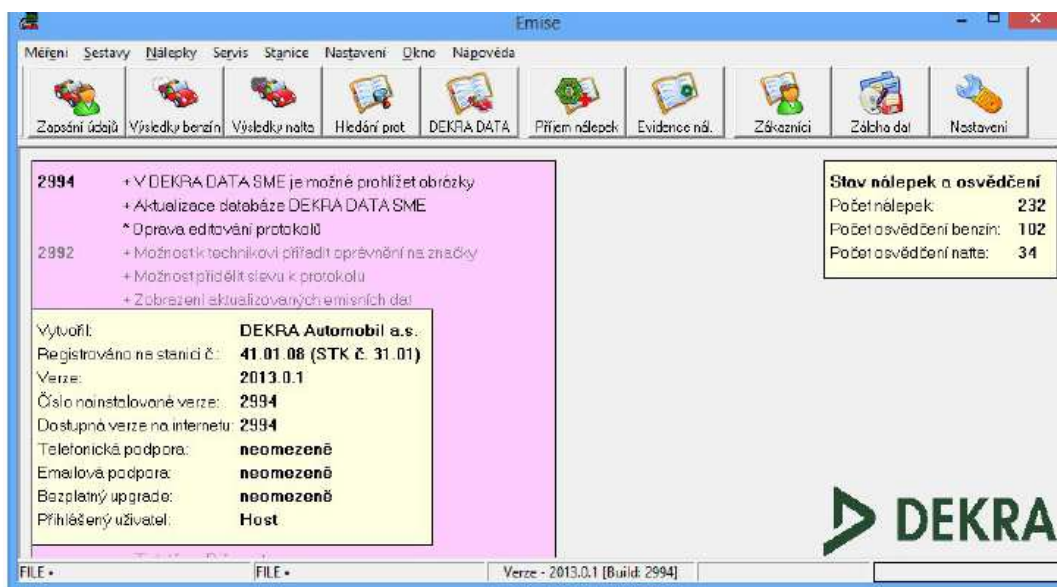 Emise
Měření Sestavy Nálepky Servis Stanice Nastavení Okno Nápověda
Zapsání údajů Výsledky benzín Výsledky nafta Hledání prot. DEKRA DATA Příjem nálepek Evidence nál. Zákazníci Záloha dat Nastavení
2994 + V DEKRA DATA SME je možné prohlížet obrázky
+ Aktualizace databáze DEKRA DATA SME
* Oprava editování protokolů
2992 + Možnost k technikovi přiřadit oprávnění na značky
+ Možnost přidělit slevu k protokolu
+ Zobrazení aktualizovaných emisních dat
Stav nálepek a osvědčení
Počet nálepek: 232
Počet osvědčení benzín: 102
Počet osvědčení nafta: 34
Vytvořil: DEKRA Automobil a.s.
Registrováno na stanici č.: 41.01.08 (STK č. 31.01)
Verze: 2013.0.1
Číslo nainstalované verze: 2994
Dostupná verze na internetu: 2994
Telefonická podpora: neomezeně
Emailová podpora: neomezeně
Bezplatný upgrade: neomezeně
Přihlášený uživatel: Host
DEKRA
FILE • FILE • Verze - 2013.0.1 [Build: 2994]